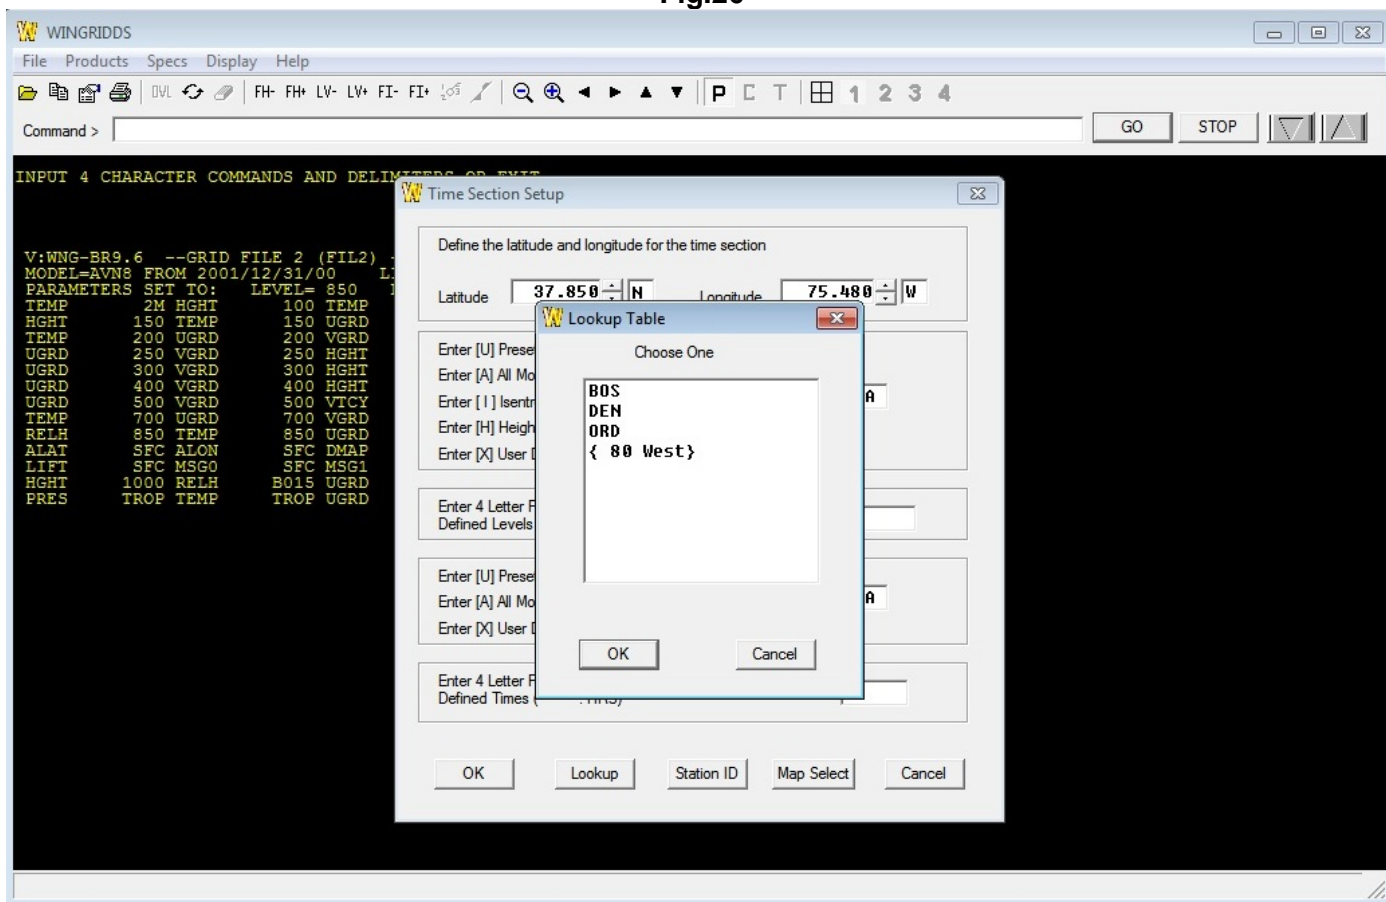 Fig.26
WINGRIDDS
File Products Specs Display Help
OVL FH- FH+ LV- LV+ FI- FI+ P C T 1 2 3 4
Command > GO STOP
INPUT 4 CHARACTER COMMANDS AND DELIMITERS OR EXIT
V:WNG-BR9.6 --GRID FILE 2 (FIL2)
MODEL=AVN8 FROM 2001/12/31/00
PARAMETERS SET TO: LEVEL= 850
TEMP 2M HGHT 100 TEMP
HGHT 150 TEMP 150 UGRD
TEMP 200 UGRD 200 VGRD
UGRD 250 VGRD 250 HGHT
UGRD 300 VGRD 300 HGHT
UGRD 400 VGRD 400 HGHT
UGRD 500 VGRD 500 VTCY
TEMP 700 UGRD 700 VGRD
RELH 850 TEMP 850 UGRD
ALAT SFC ALON SFC DMAP
LIFT SFC MSG0 SFC MSG1
HGHT 1000 RELH B015 UGRD
PRES TROP TEMP TROP UGRD
Time Section Setup
Define the latitude and longitude for the time section
Latitude 37.850 N Longitude 75.480 W
Enter [U] Prese
Enter [A] All Mo
Enter [ I ] Isentr A
Enter [H] Heigh
Enter [X] User D
Enter 4 Letter F
Defined Levels
Enter [U] Prese
Enter [A] All Mo A
Enter [X] User D
Enter 4 Letter F
Defined Times ( : HRS)
OK Lookup Station ID Map Select Cancel
Lookup Table
Choose One
BOS
DEN
ORD
{ 80 West}
OK Cancel